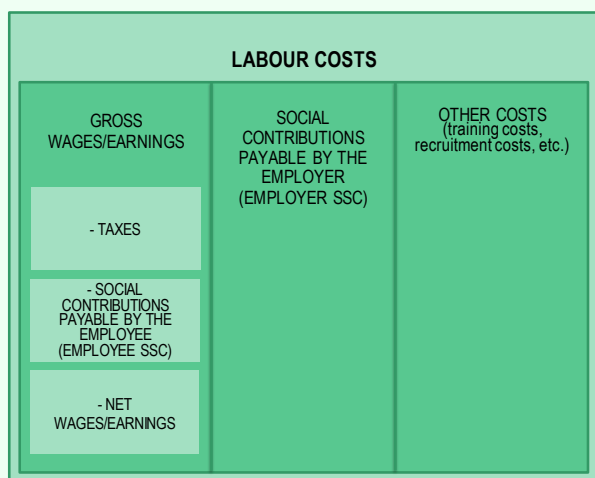 LABOUR COSTS
GROSS
WAGES/EARNINGS
- TAXES
- SOCIAL
CONTRIBUTIONS
PAYABLE BY THE
EMPLOYEE
(EMPLOYEE SSC)
- NET
WAGES/EARNINGS
SOCIAL
CONTRIBUTIONS
PAYABLE BY THE
EMPLOYER
(EMPLOYER SSC)
OTHER COSTS
(training costs,
recruitment costs, etc.)